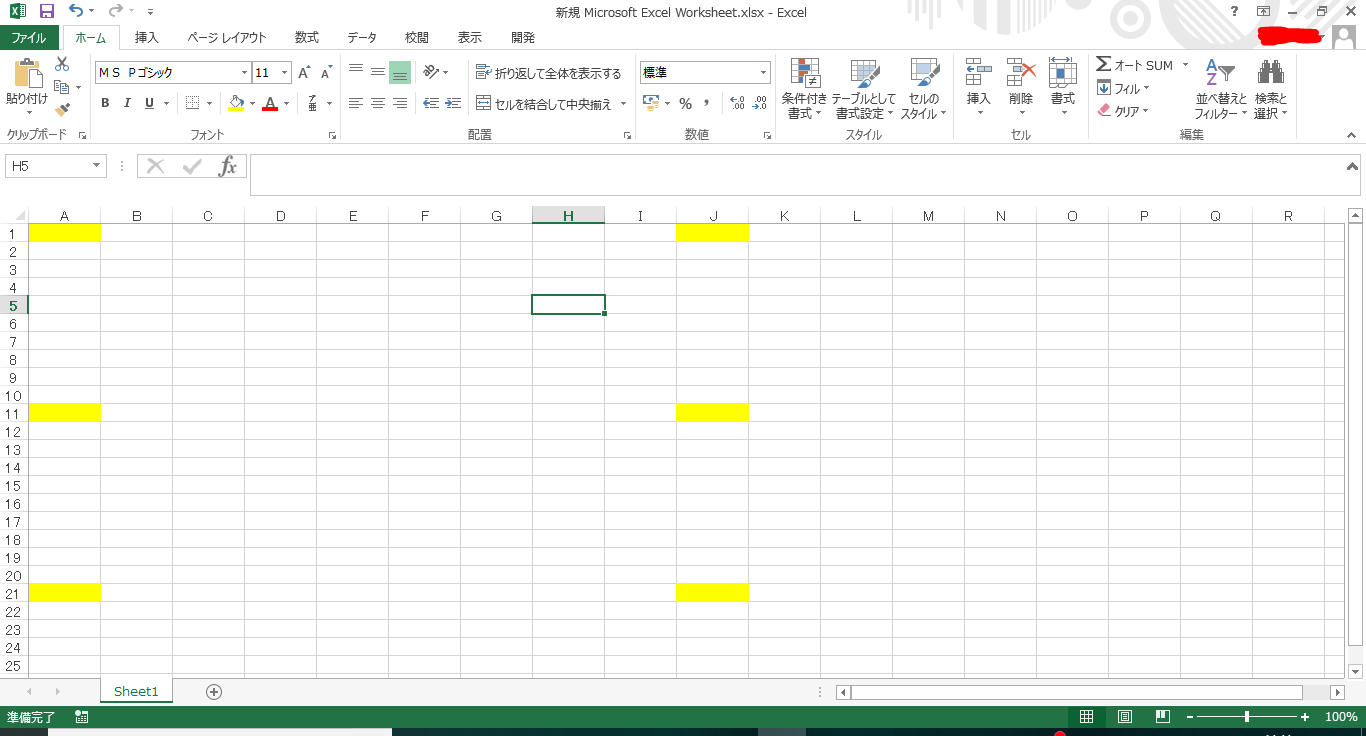 新規 Microsoft Excel Worksheet.xlsx - Excel
ファイル ホーム 挿入 ページ レイアウト 数式 データ 校閲 表示 開発
貼り付け
クリップボード
ＭＳ Ｐゴシック 11
B I U
フォント
折り返して全体を表示する
セルを結合して中央揃え
配置
標準
% ,
数値
条件付き書式
テーブルとして書式設定
セルのスタイル
スタイル
挿入 削除 書式
セル
Σ オート SUM
フィル
クリア
並べ替えとフィルター
検索と選択
編集
H5
fx
A B C D E F G H I J K L M N O P Q R
1
2
3
4
5
6
7
8
9
10
11
12
13
14
15
16
17
18
19
20
21
22
23
24
25
Sheet1
準備完了
100%